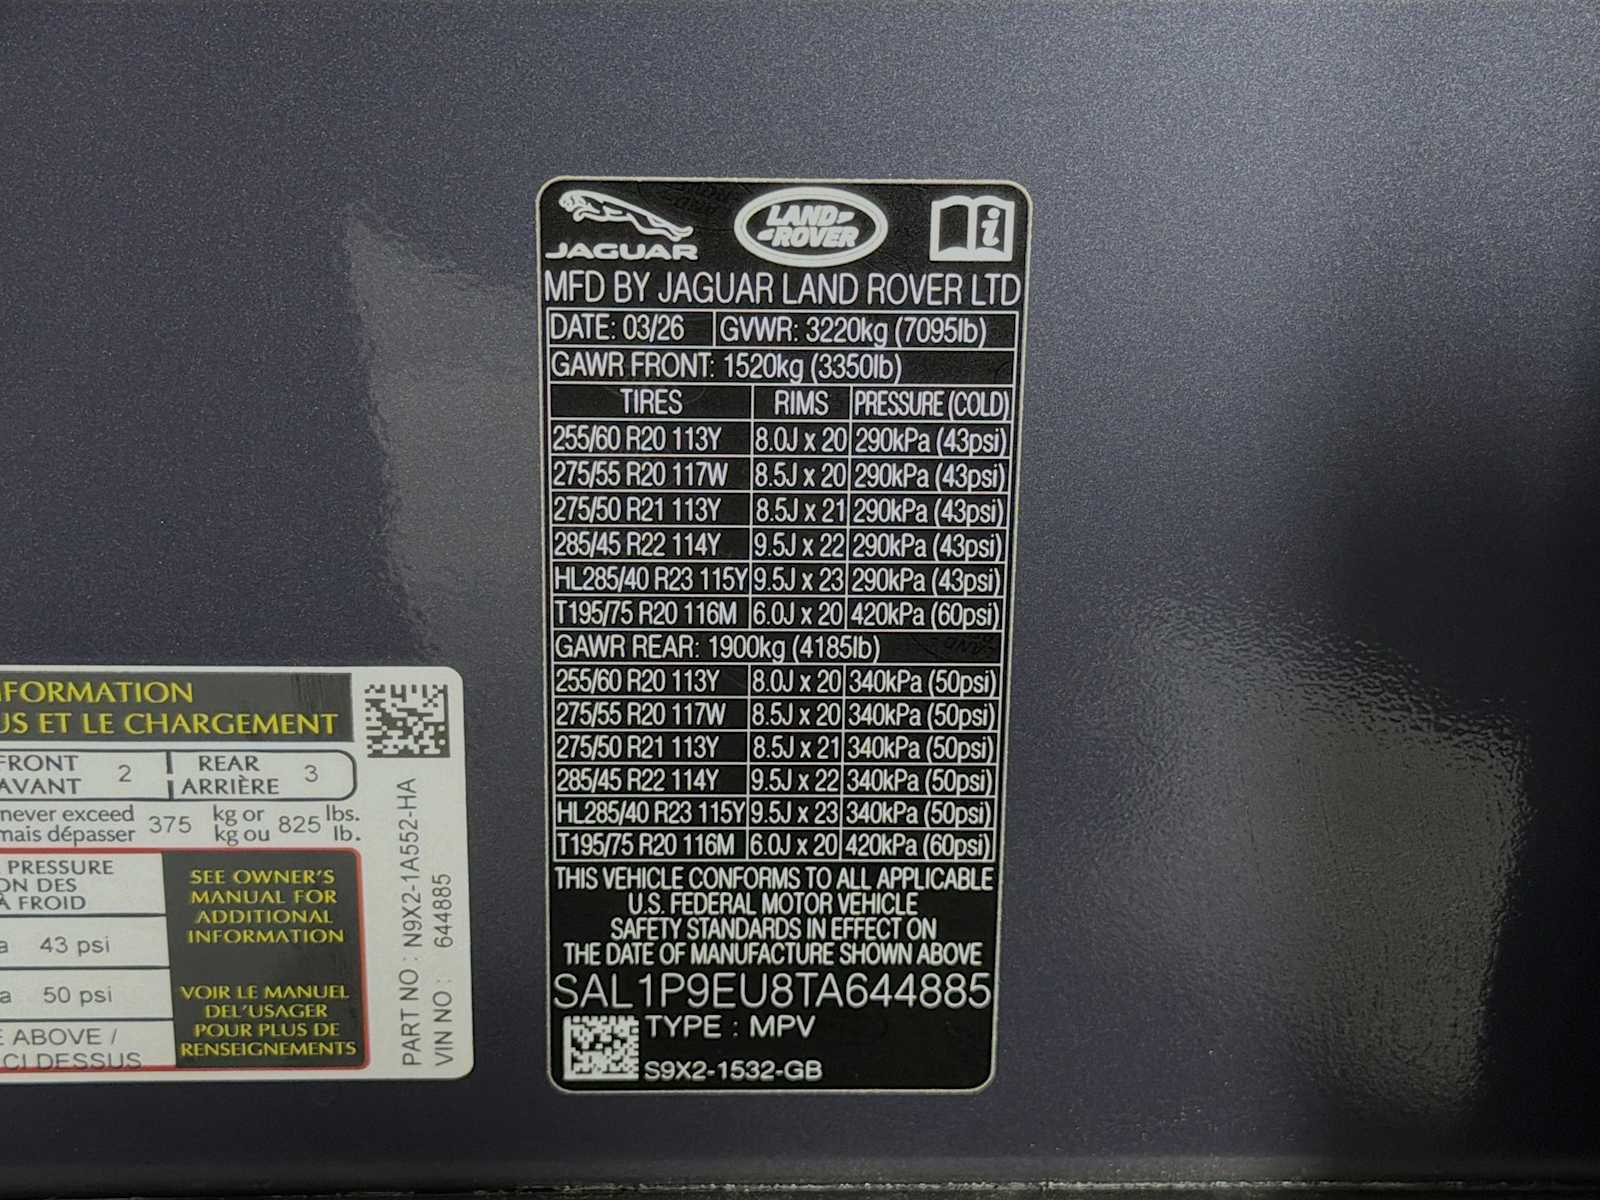 JAGUAR
LAND ROVER
MFD BY JAGUAR LAND ROVER LTD
DATE: 03/26 GVWR: 3220kg (7095lb)
GAWR FRONT: 1520kg (3350lb)
TIRES RIMS PRESSURE (COLD)
255/60 R20 113Y 8.0J x 20 290kPa (43psi)
275/55 R20 117W 8.5J x 20 290kPa (43psi)
275/50 R21 113Y 8.5J x 21 290kPa (43psi)
285/45 R22 114Y 9.5J x 22 290kPa (43psi)
HL285/40 R23 115Y 9.5J x 23 290kPa (43psi)
T195/75 R20 116M 6.0J x 20 420kPa (60psi)
GAWR REAR: 1900kg (4185lb)
255/60 R20 113Y 8.0J x 20 340kPa (50psi)
275/55 R20 117W 8.5J x 20 340kPa (50psi)
275/50 R21 113Y 8.5J x 21 340kPa (50psi)
285/45 R22 114Y 9.5J x 22 340kPa (50psi)
HL285/40 R23 115Y 9.5J x 23 340kPa (50psi)
T195/75 R20 116M 6.0J x 20 420kPa (60psi)
THIS VEHICLE CONFORMS TO ALL APPLICABLE
U.S. FEDERAL MOTOR VEHICLE
SAFETY STANDARDS IN EFFECT ON
THE DATE OF MANUFACTURE SHOWN ABOVE
SAL1P9EU8TA644885
TYPE : MPV
S9X2-1532-GB
NFORMATION
US ET LE CHARGEMENT
FRONT 2 REAR 3
AVANT ARRIÈRE
never exceed 375 kg or 825 lbs.
mais dépasser kg ou lb.
PRESSURE
ON DES
À FROID
a 43 psi
a 50 psi
E ABOVE /
CI DESSUS
SEE OWNER'S
MANUAL FOR
ADDITIONAL
INFORMATION
VOIR LE MANUEL
DEL'USAGER
POUR PLUS DE
RENSEIGNEMENTS
PART NO : N9X2-1A552-HA
VIN NO : 644885